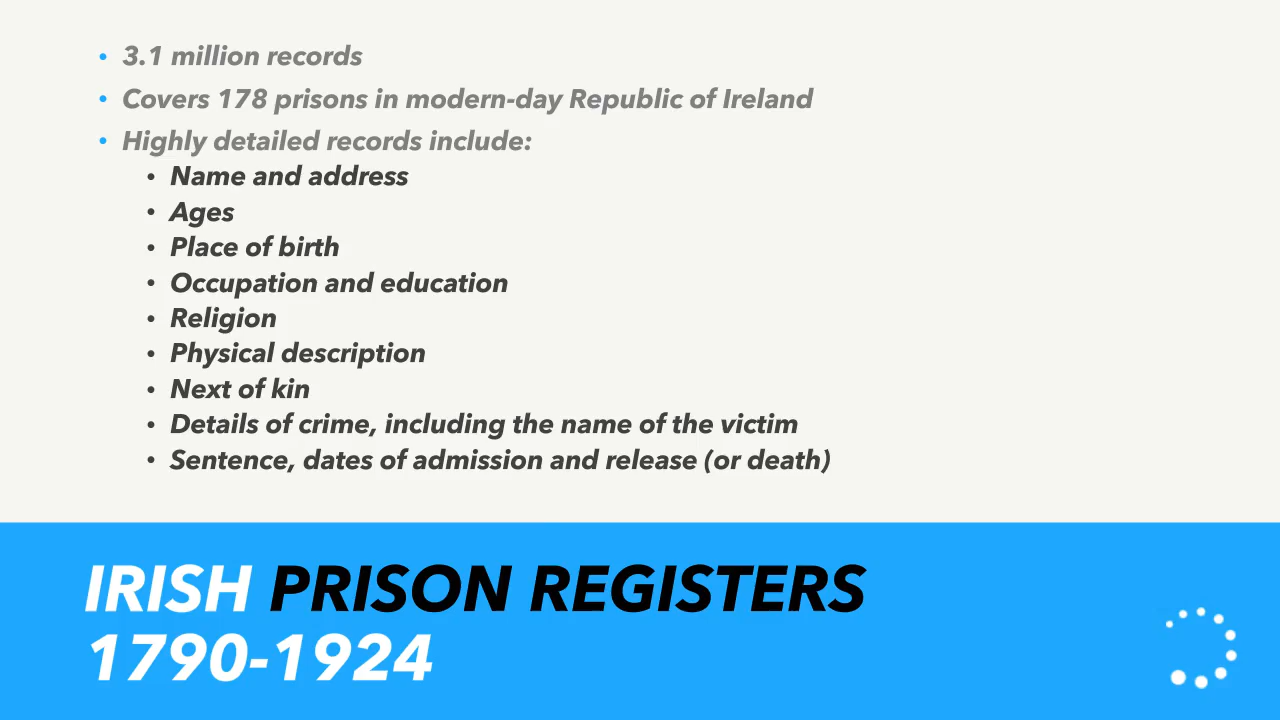 • 3.1 million records
• Covers 178 prisons in modern-day Republic of Ireland
• Highly detailed records include:
• Name and address
• Ages
• Place of birth
• Occupation and education
• Religion
• Physical description
• Next of kin
• Details of crime, including the name of the victim
• Sentence, dates of admission and release (or death)
IRISH PRISON REGISTERS
1790-1924